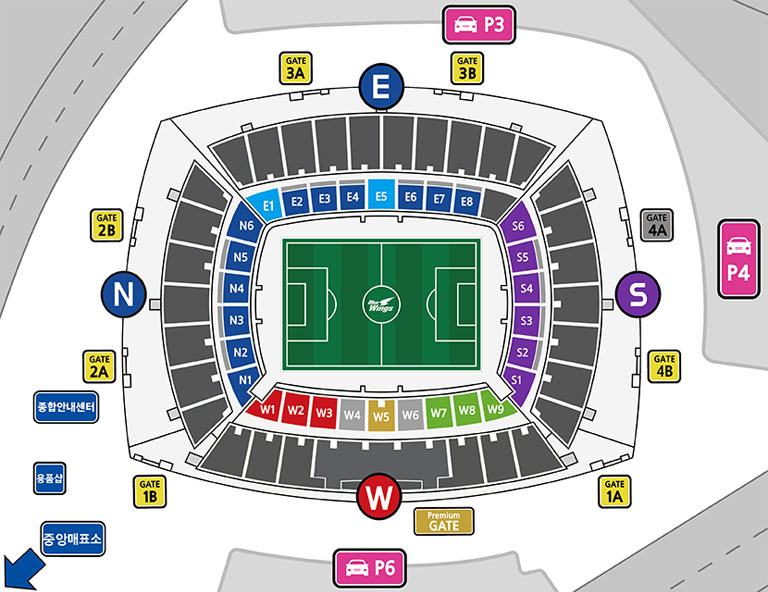 P3
GATE
3A
GATE
3B
E
E1
E2
E3
E4
E5
E6
E7
E8
GATE
2B
N6
S6
GATE
4A
N5
S5
P4
N
N4
S4
S
Blue
Wings
N3
S3
N2
S2
GATE
2A
GATE
4B
N1
S1
종합안내센터
W1
W2
W3
W4
W5
W6
W7
W8
W9
용품샵
GATE
1B
W
GATE
1A
Premium
GATE
중앙매표소
P6